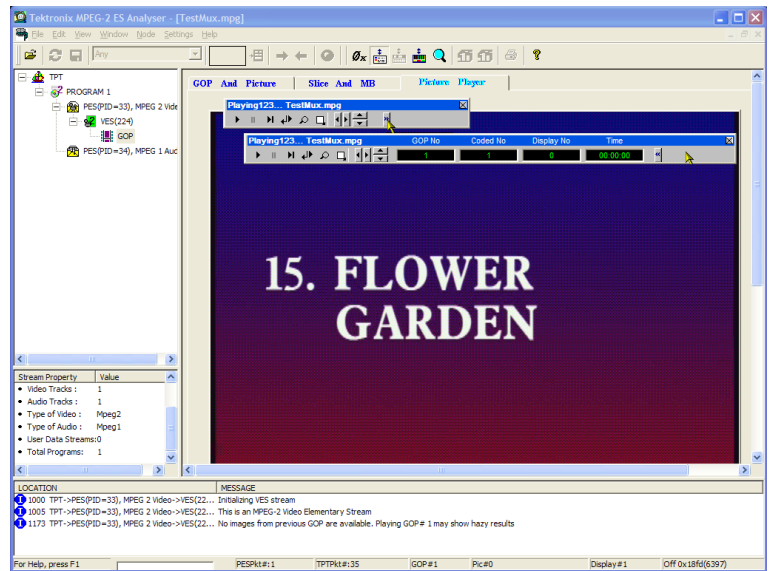 Tektronix MPEG-2 ES Analyser - [TestMux.mpg]
File Edit View Window Node Settings Help
Any
Øx
TPT
PROGRAM 1
PES(PID=33), MPEG 2 Vide
VES(224)
GOP
PES(PID=34), MPEG 1 Auc
GOP And Picture
Slice And MB
Picture Player
Playing123... TestMux.mpg
Playing123... TestMux.mpg GOP No Coded No Display No Time
1 1 0 00:00:00
15. FLOWER
GARDEN
Stream Property Value
Video Tracks : 1
Audio Tracks : 1
Type of Video : Mpeg2
Type of Audio : Mpeg1
User Data Streams:0
Total Programs: 1
LOCATION MESSAGE
1000 TPT->PES(PID=33), MPEG 2 Video->VES(22... Initializing VES stream
1005 TPT->PES(PID=33), MPEG 2 Video->VES(22... This is an MPEG-2 Video Elementary Stream
1173 TPT->PES(PID=33), MPEG 2 Video->VES(22... No images from previous GOP are available. Playing GOP# 1 may show hazy results
For Help, press F1 PESPkt#:1 TPTPkt#:35 GOP#1 Pic#0 Display#1 Off 0x18fd(6397)